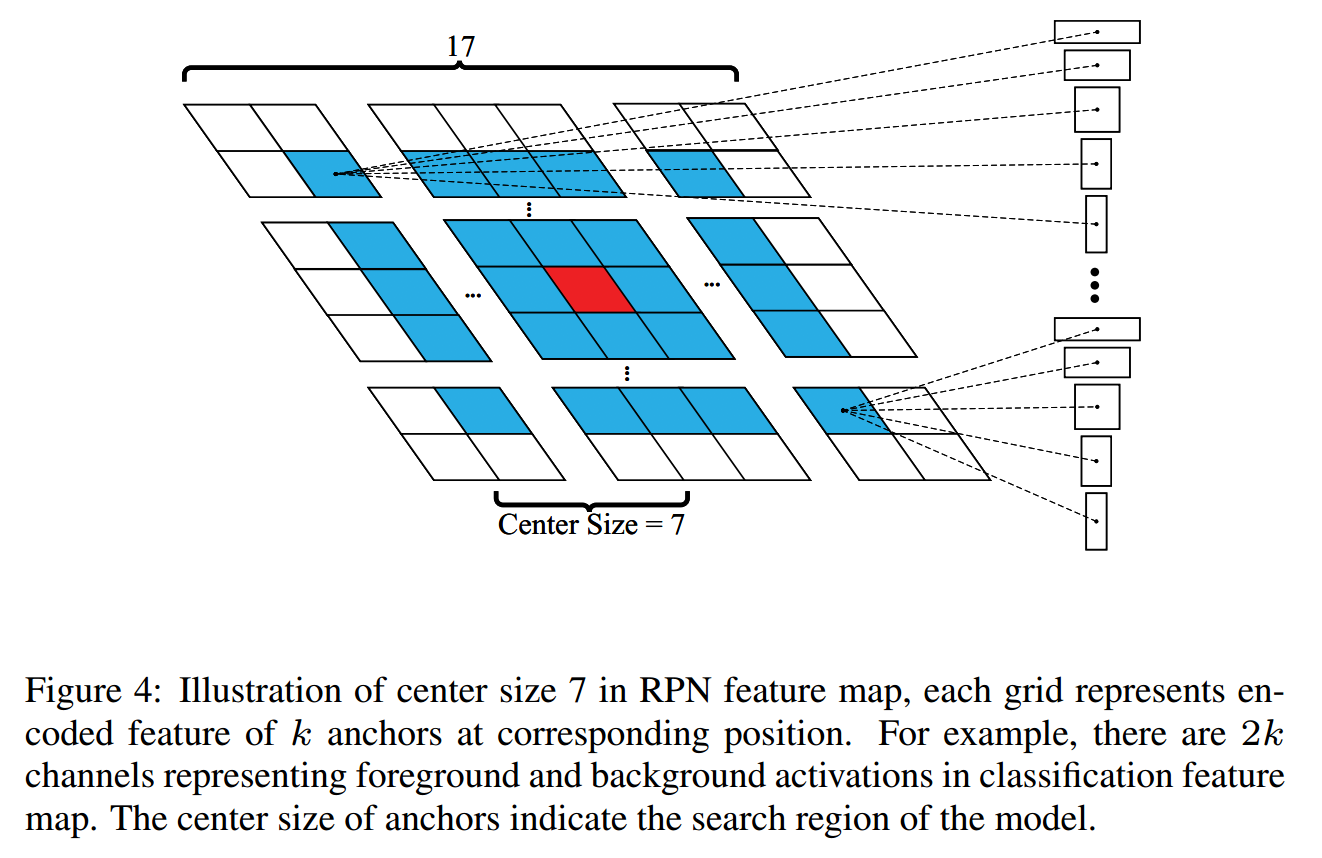 17
Center Size = 7
Figure 4: Illustration of center size 7 in RPN feature map, each grid represents en-
coded feature of k anchors at corresponding position. For example, there are 2k
channels representing foreground and background activations in classification feature
map. The center size of anchors indicate the search region of the model.